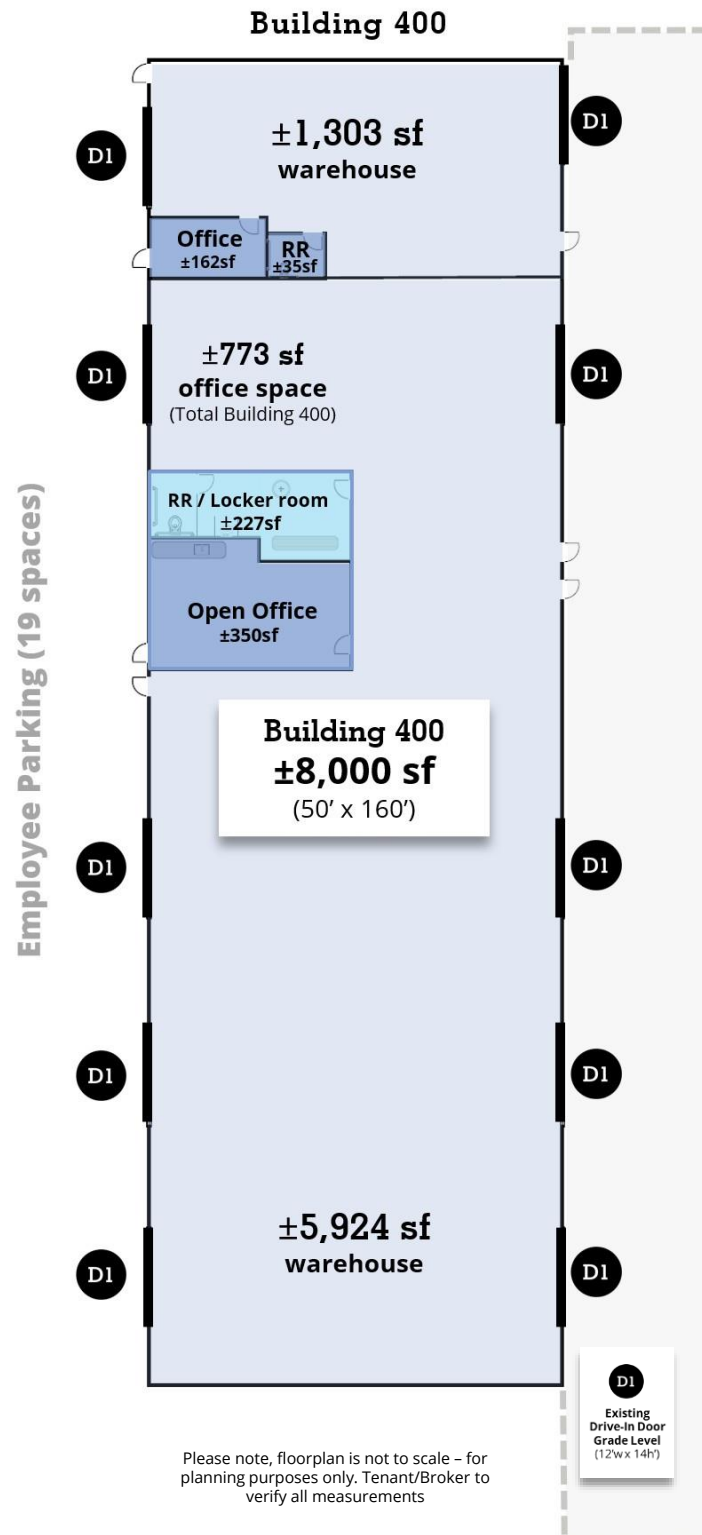 Building 400
D1
D1
±1,303 sf
warehouse
Office
±162sf
RR
±35sf
D1
D1
±773 sf
office space
(Total Building 400)
RR / Locker room
±227sf
Open Office
±350sf
Employee Parking (19 spaces)
Building 400
±8,000 sf
(50’ x 160’)
D1
D1
D1
D1
±5,924 sf
warehouse
D1
D1
D1
Existing
Drive-In Door
Grade Level
(12’w x 14h’)
Please note, floorplan is not to scale – for
planning purposes only. Tenant/Broker to
verify all measurements